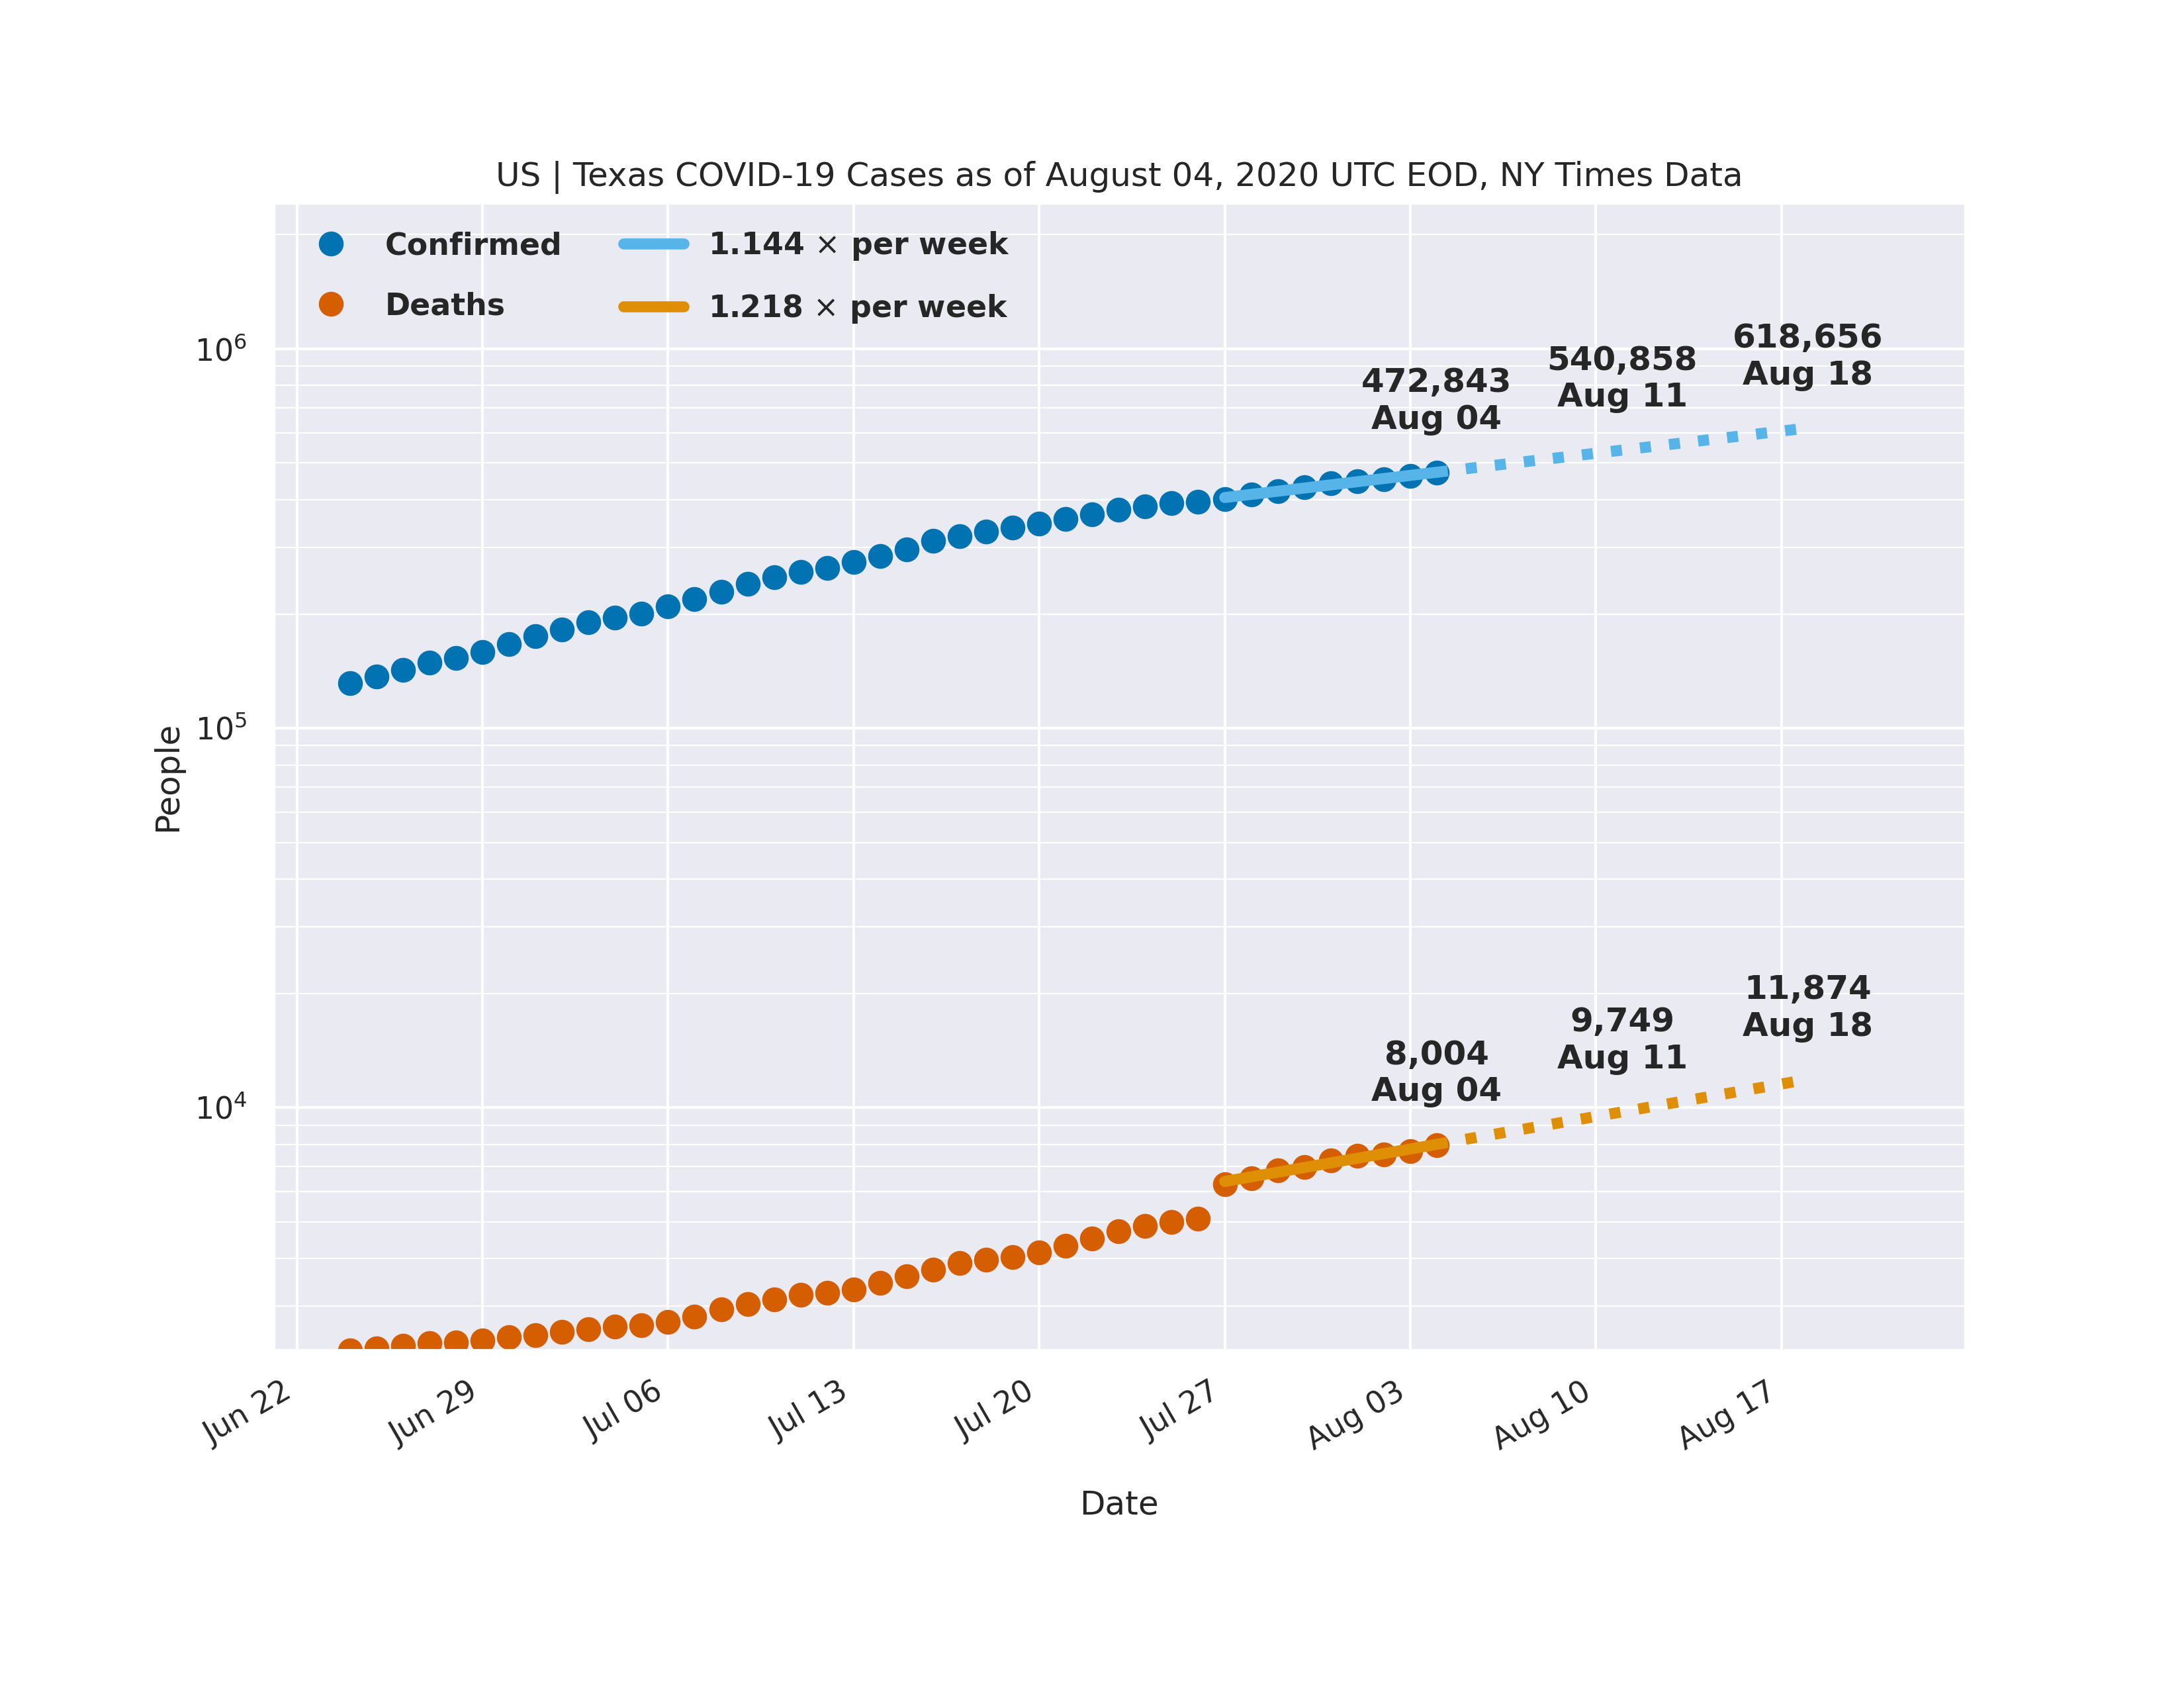 US | Texas COVID-19 Cases as of August 04, 2020 UTC EOD, NY Times Data
Confirmed
Deaths
1.144 × per week
1.218 × per week
618,656
Aug 18
540,858
Aug 11
472,843
Aug 04
11,874
Aug 18
9,749
Aug 11
8,004
Aug 04
10⁶
10⁵
10⁴
People
Jun 22
Jun 29
Jul 06
Jul 13
Jul 20
Jul 27
Aug 03
Aug 10
Aug 17
Date